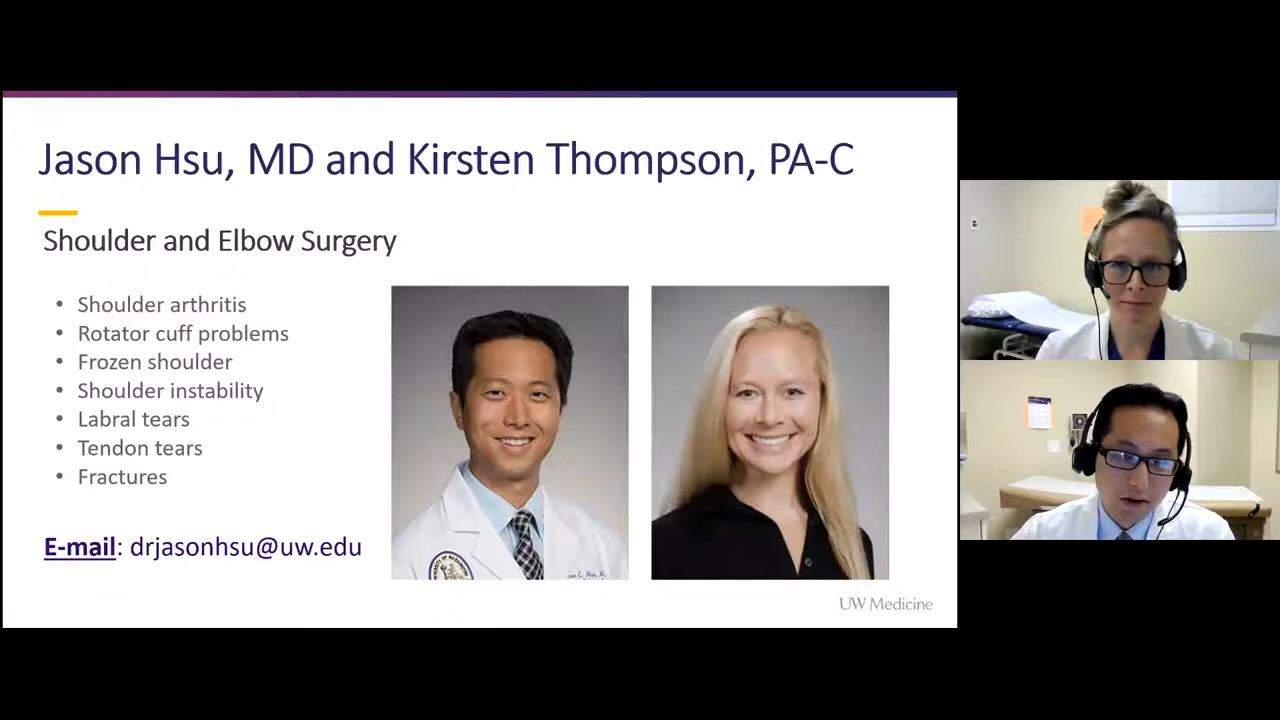 Jason Hsu, MD and Kirsten Thompson, PA-C
Shoulder and Elbow Surgery
• Shoulder arthritis
• Rotator cuff problems
• Frozen shoulder
• Shoulder instability
• Labral tears
• Tendon tears
• Fractures
E-mail: drjasonhsu@uw.edu
UW Medicine